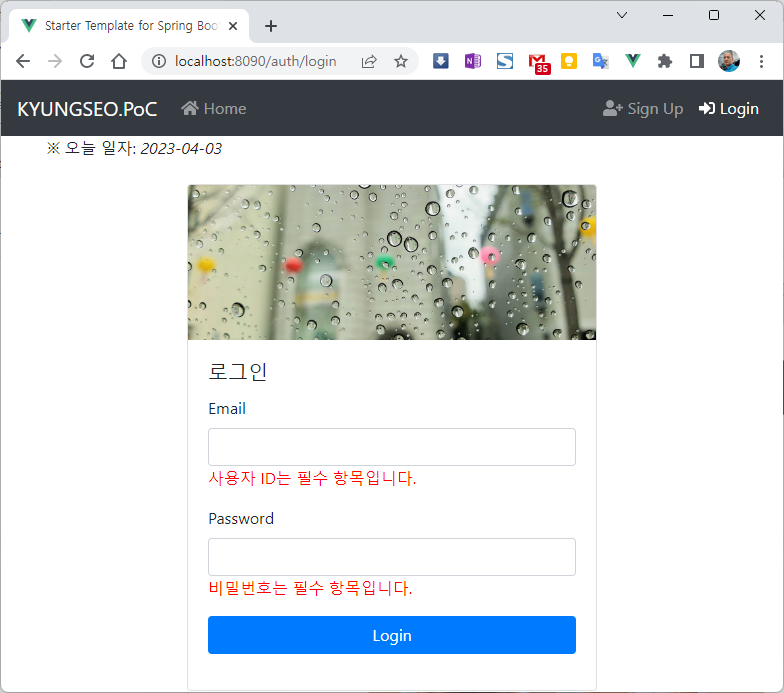 Starter Template for Spring Boo
localhost:8090/auth/login
35
KYUNGSEO.PoC Home Sign Up Login
※ 오늘 일자: 2023-04-03
로그인
Email
사용자 ID는 필수 항목입니다.
Password
비밀번호는 필수 항목입니다.
Login